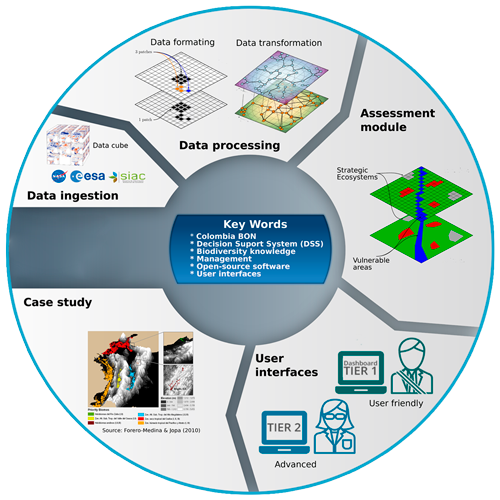 Data formating
Data transformation
2 patches
1 patch
Data processing
Assessment
module
Strategic
Ecosystems
Vulnerable
areas
Data cube
NASA
esa
siac
Data ingestion
Key Words
* Colombia BON
* Decision Suport System (DSS)
* Biodiversity knowledge
* Management
* Open-source software
* User interfaces
Case study
Source: Forero-Medina & Jopa (2010)
User
interfaces
Dashboard
TIER 1
User friendly
TIER 2
Advanced